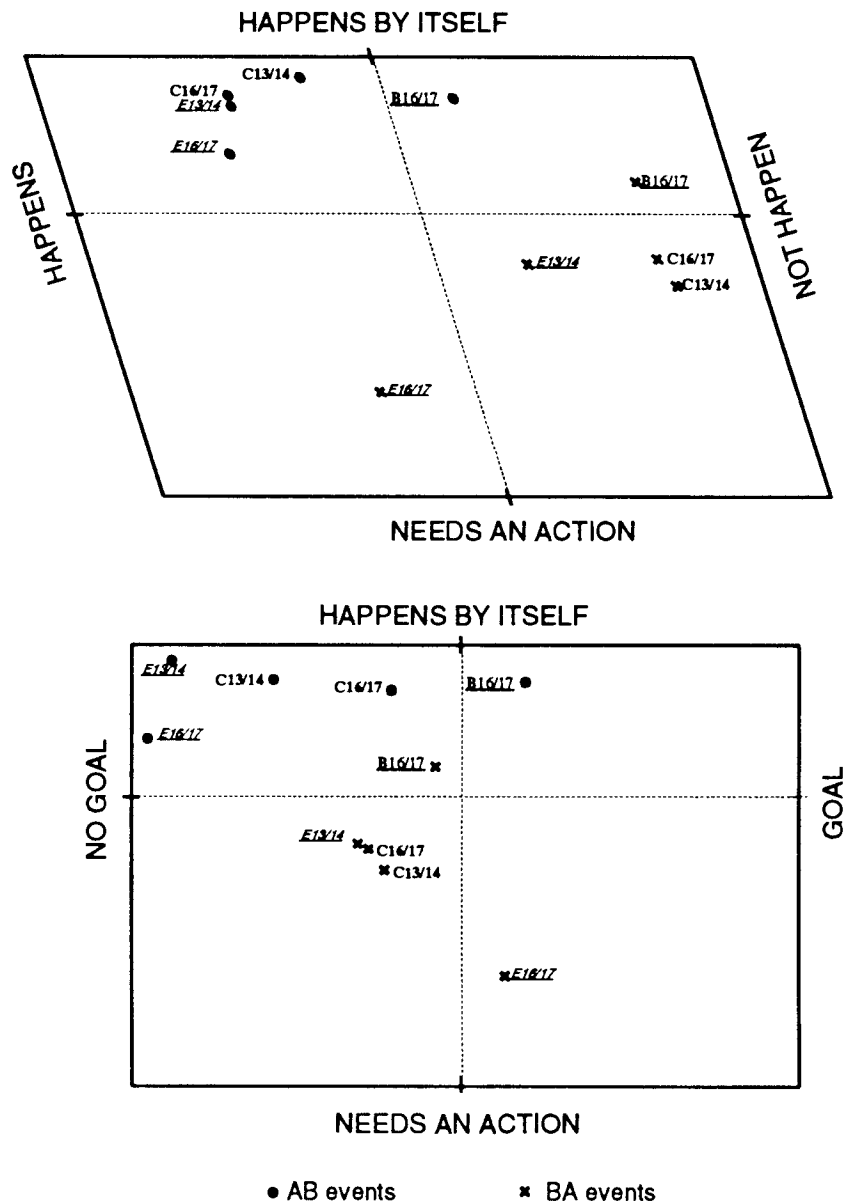 HAPPENS BY ITSELF
C13/14
C16/17
E13/14
B16/17
E16/17
B16/17
HAPPENS
NOT HAPPEN
E13/14
C16/17
C13/14
E16/17
NEEDS AN ACTION
HAPPENS BY ITSELF
E13/14
C13/14
C16/17
B16/17
E16/17
B16/17
NO GOAL
GOAL
E13/14
C16/17
C13/14
E16/17
NEEDS AN ACTION
AB events
BA events